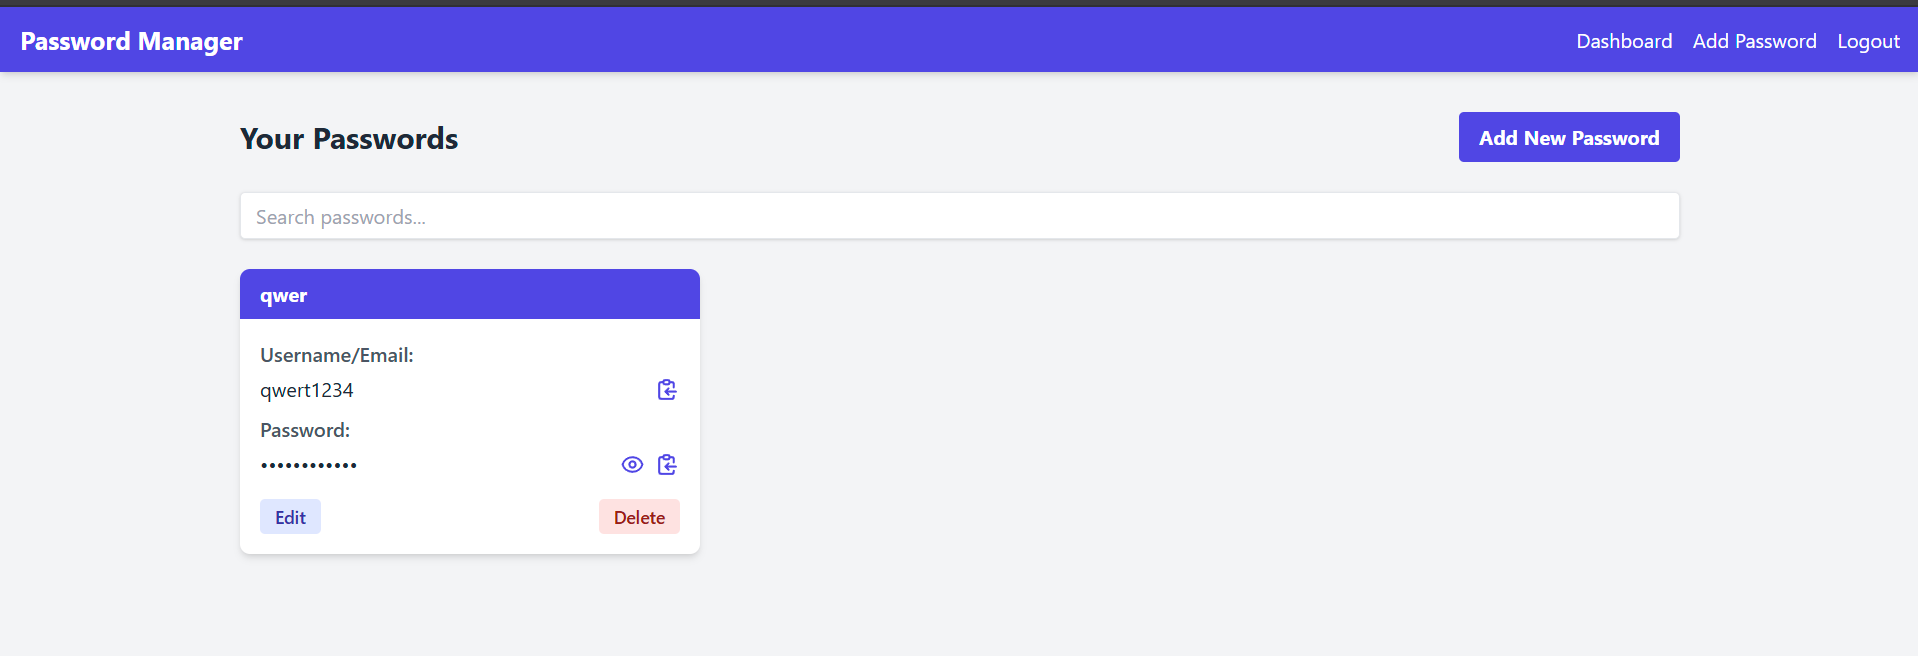 Password Manager
Dashboard Add Password Logout
Your Passwords
Add New Password
Search passwords...
qwer
Username/Email:
qwert1234
Password:
••••••••••••
Edit
Delete